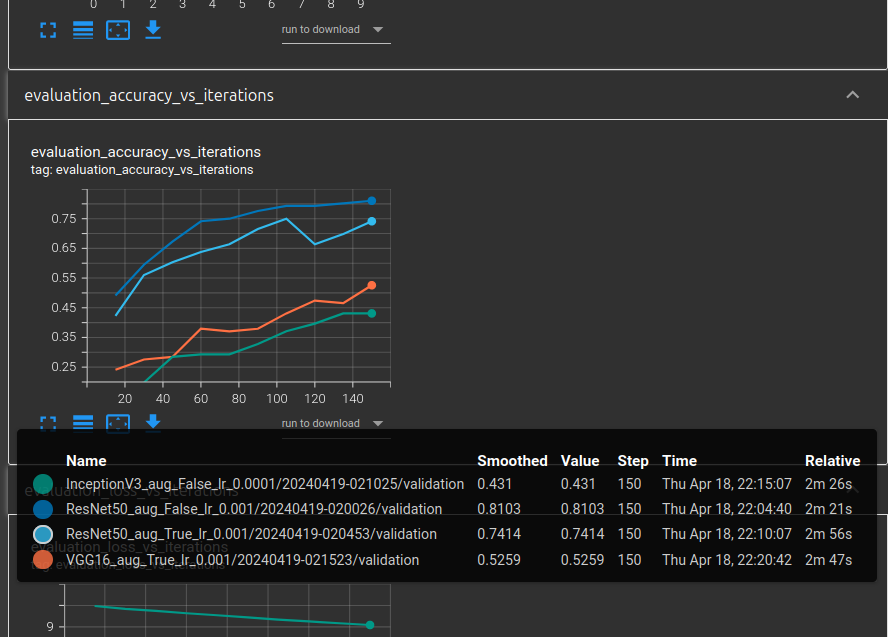 0 1 2 3 4 5 6 7 8 9
run to download
evaluation_accuracy_vs_iterations
evaluation_accuracy_vs_iterations
tag: evaluation_accuracy_vs_iterations
0.75
0.65
0.55
0.45
0.35
0.25
20 40 60 80 100 120 140
run to download
Name Smoothed Value Step Time Relative
InceptionV3_aug_False_lr_0.0001/20240419-021025/validation 0.431 0.431 150 Thu Apr 18, 22:15:07 2m 26s
evaluation_loss_vs_iterations
ResNet50_aug_False_lr_0.001/20240419-020026/validation 0.8103 0.8103 150 Thu Apr 18, 22:04:40 2m 21s
ResNet50_aug_True_lr_0.001/20240419-020453/validation 0.7414 0.7414 150 Thu Apr 18, 22:10:07 2m 56s
evaluation_loss_vs_iterations
VGG16_aug_True_lr_0.001/20240419-021523/validation 0.5259 0.5259 150 Thu Apr 18, 22:20:42 2m 47s
tag: evaluation_loss_vs_iterations
9